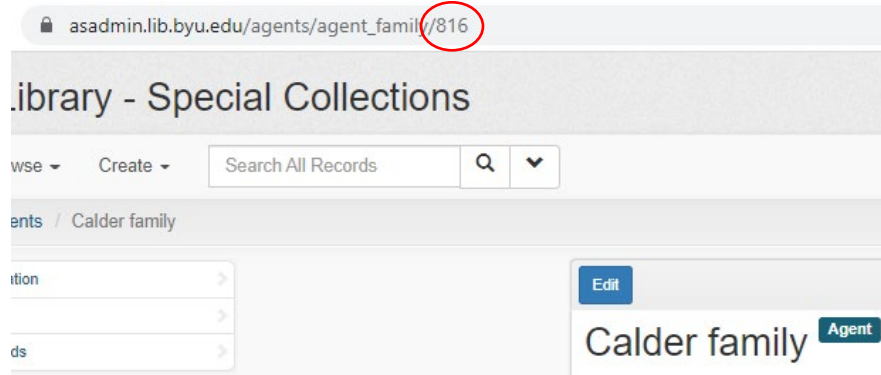 asadmin.lib.byu.edu/agents/agent_family/816
ibrary - Special Collections
wse Create Search All Records
ents / Calder family
ation
Edit
Calder family Agent
ds